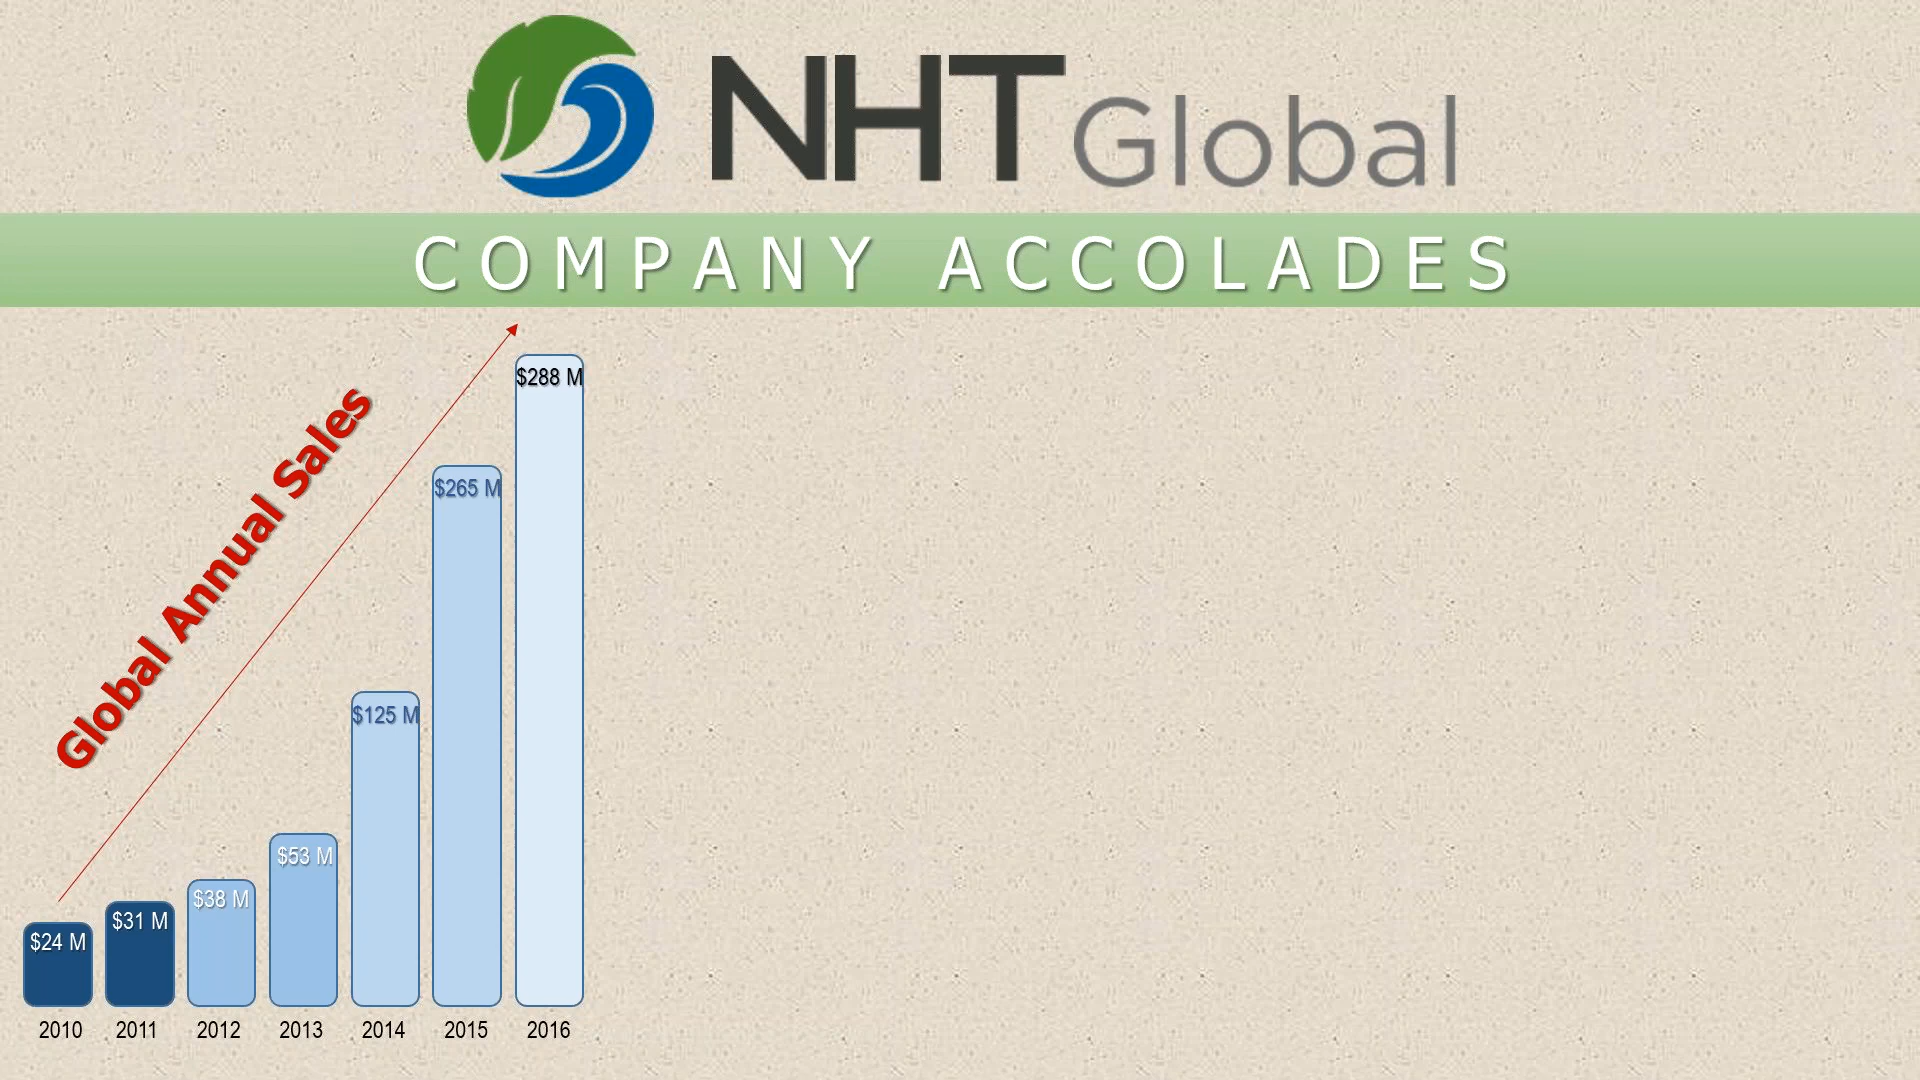 NHT Global
COMPANY ACCOLADES
Global Annual Sales
$288 M
$265 M
$125 M
$53 M
$38 M
$31 M
$24 M
2010 2011 2012 2013 2014 2015 2016